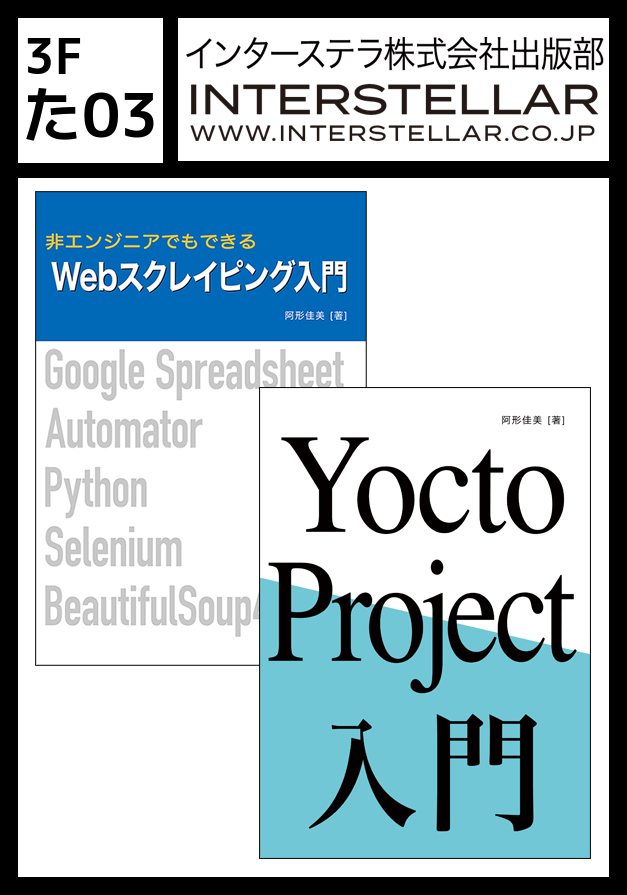 3F
た03
インターステラ株式会社出版部
INTERSTELLAR
WWW.INTERSTELLAR.CO.JP
非エンジニアでもできる
Webスクレイピング入門
阿形佳美 [著]
Google Spreadsheet
Automator
Python
Selenium
BeautifulSoup4
阿形佳美 [著]
Yocto
Project
入門